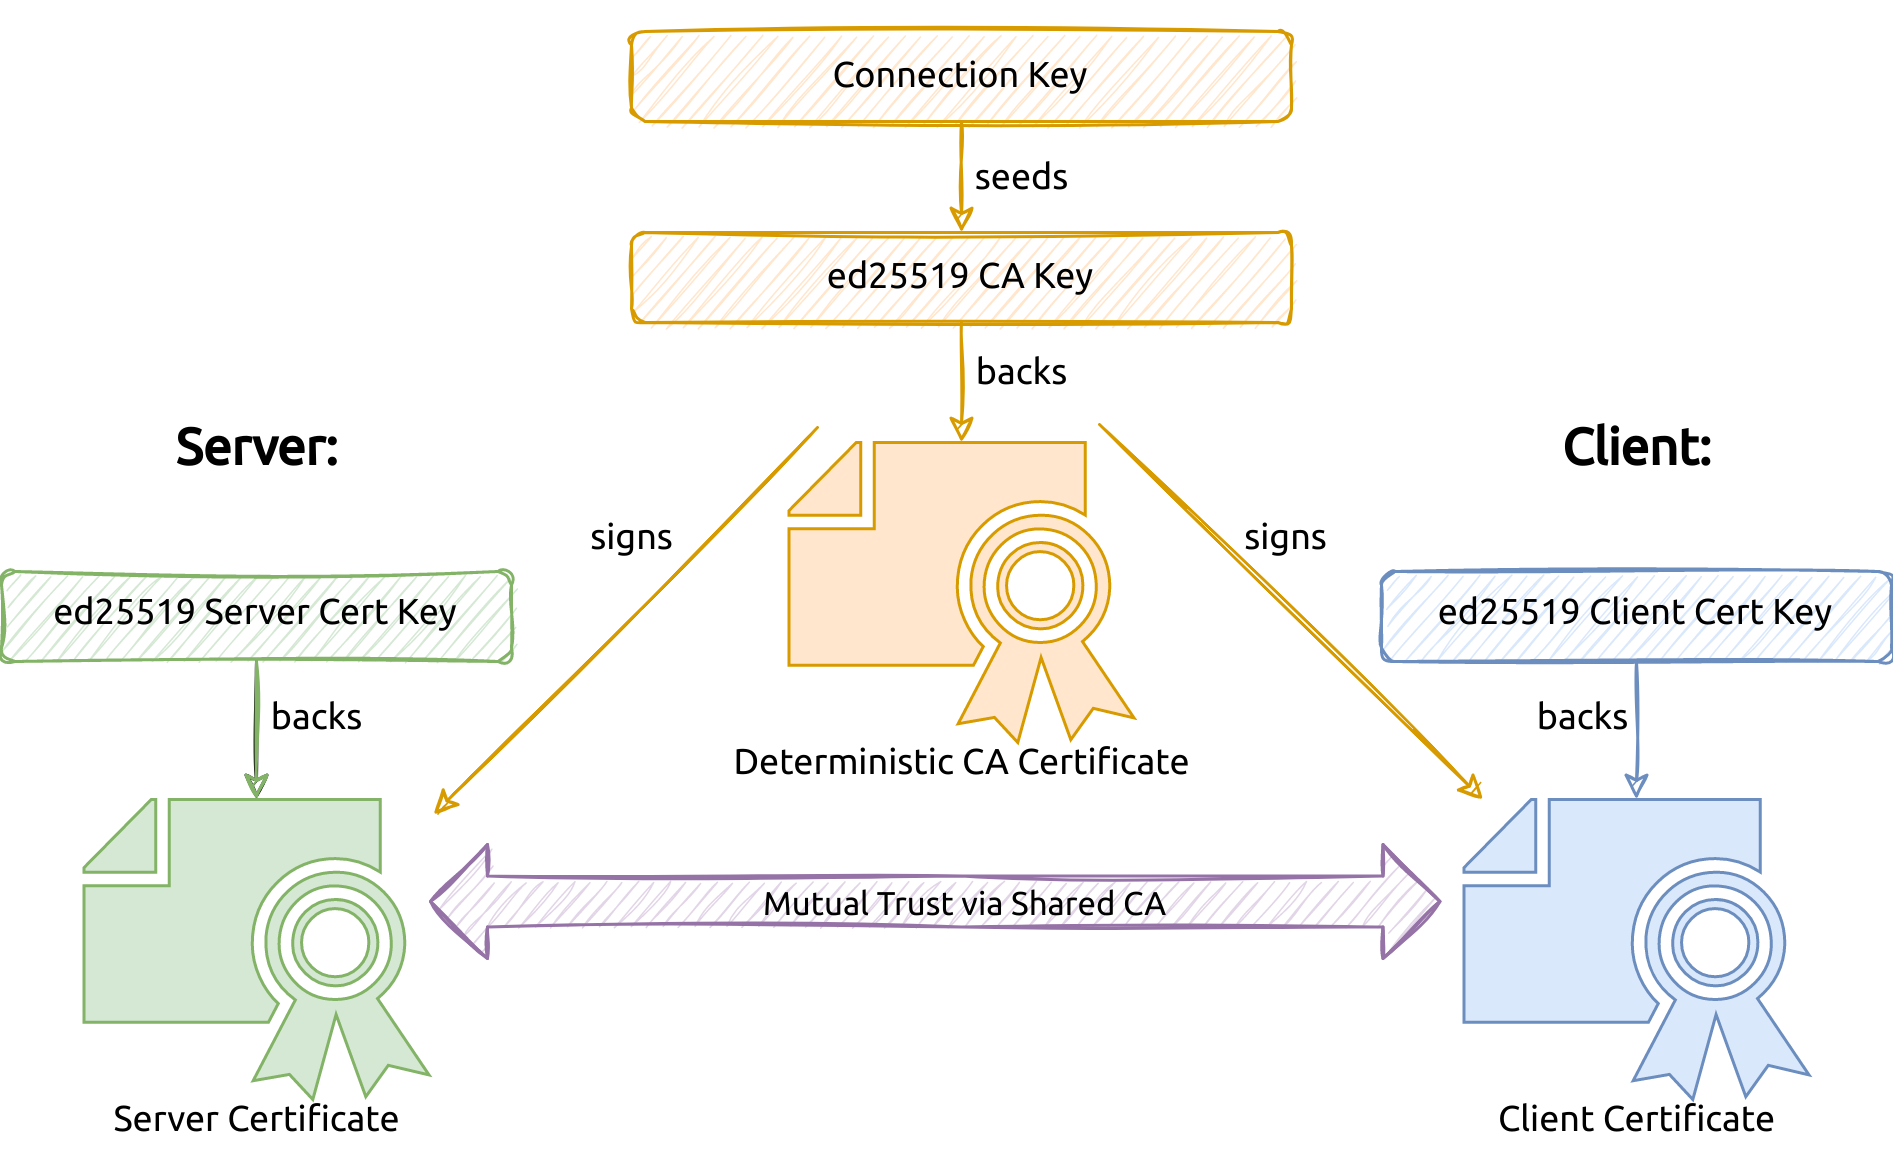 Connection Key
seeds
ed25519 CA Key
backs
Server:
Client:
signs
signs
ed25519 Server Cert Key
ed25519 Client Cert Key
backs
backs
Deterministic CA Certificate
Mutual Trust via Shared CA
Server Certificate
Client Certificate